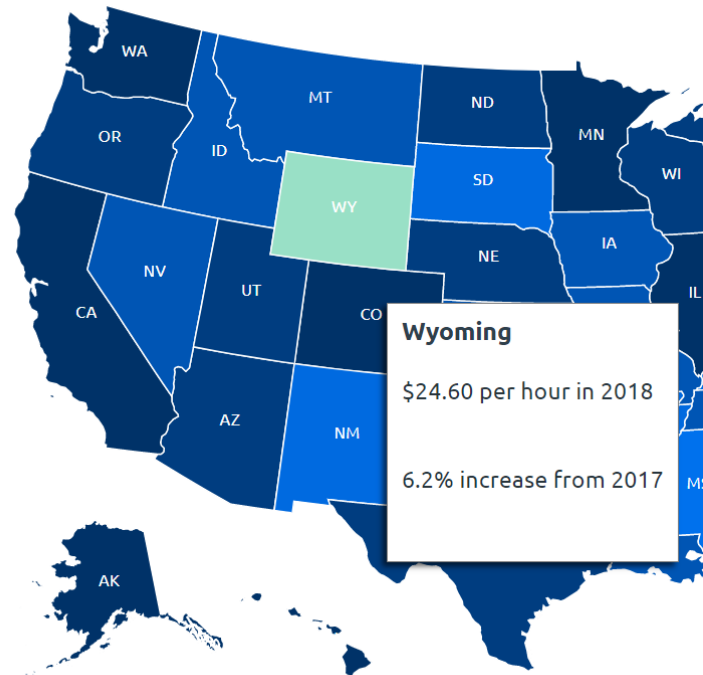 WA
MT
ND
MN
OR
ID
SD
WI
WY
IA
NE
NV
UT
IL
CA
CO
Wyoming
$24.60 per hour in 2018
AZ
NM
6.2% increase from 2017
MS
AK